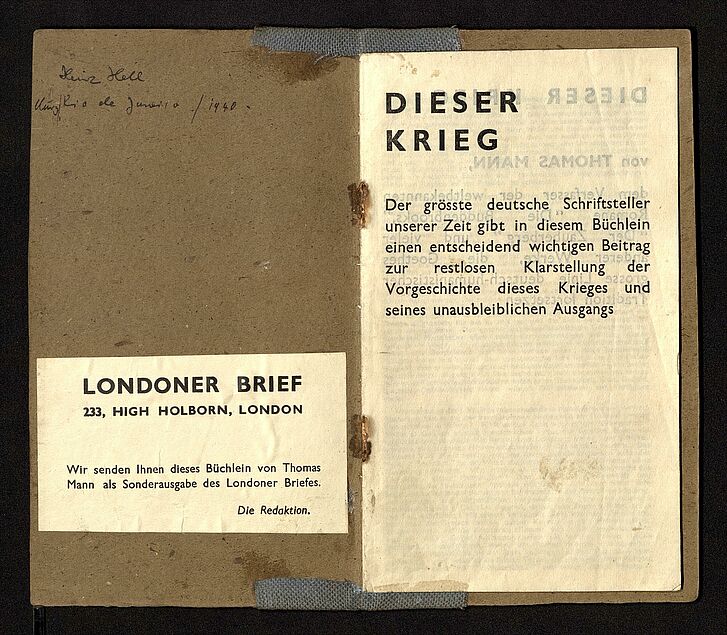 Heinz Hell
Rio de Janeiro / 1940.
LONDONER BRIEF
233, HIGH HOLBORN, LONDON
Wir senden Ihnen dieses Büchlein von Thomas
Mann als Sonderausgabe des Londoner Briefes.
Die Redaktion.
DIESER
KRIEG
Der grösste deutsche Schriftsteller
unserer Zeit gibt in diesem Büchlein
einen entscheidend wichtigen Beitrag
zur restlosen Klarstellung der
Vorgeschichte dieses Krieges und
seines unausbleiblichen Ausgangs
DIESER
von THOMAS MANN,